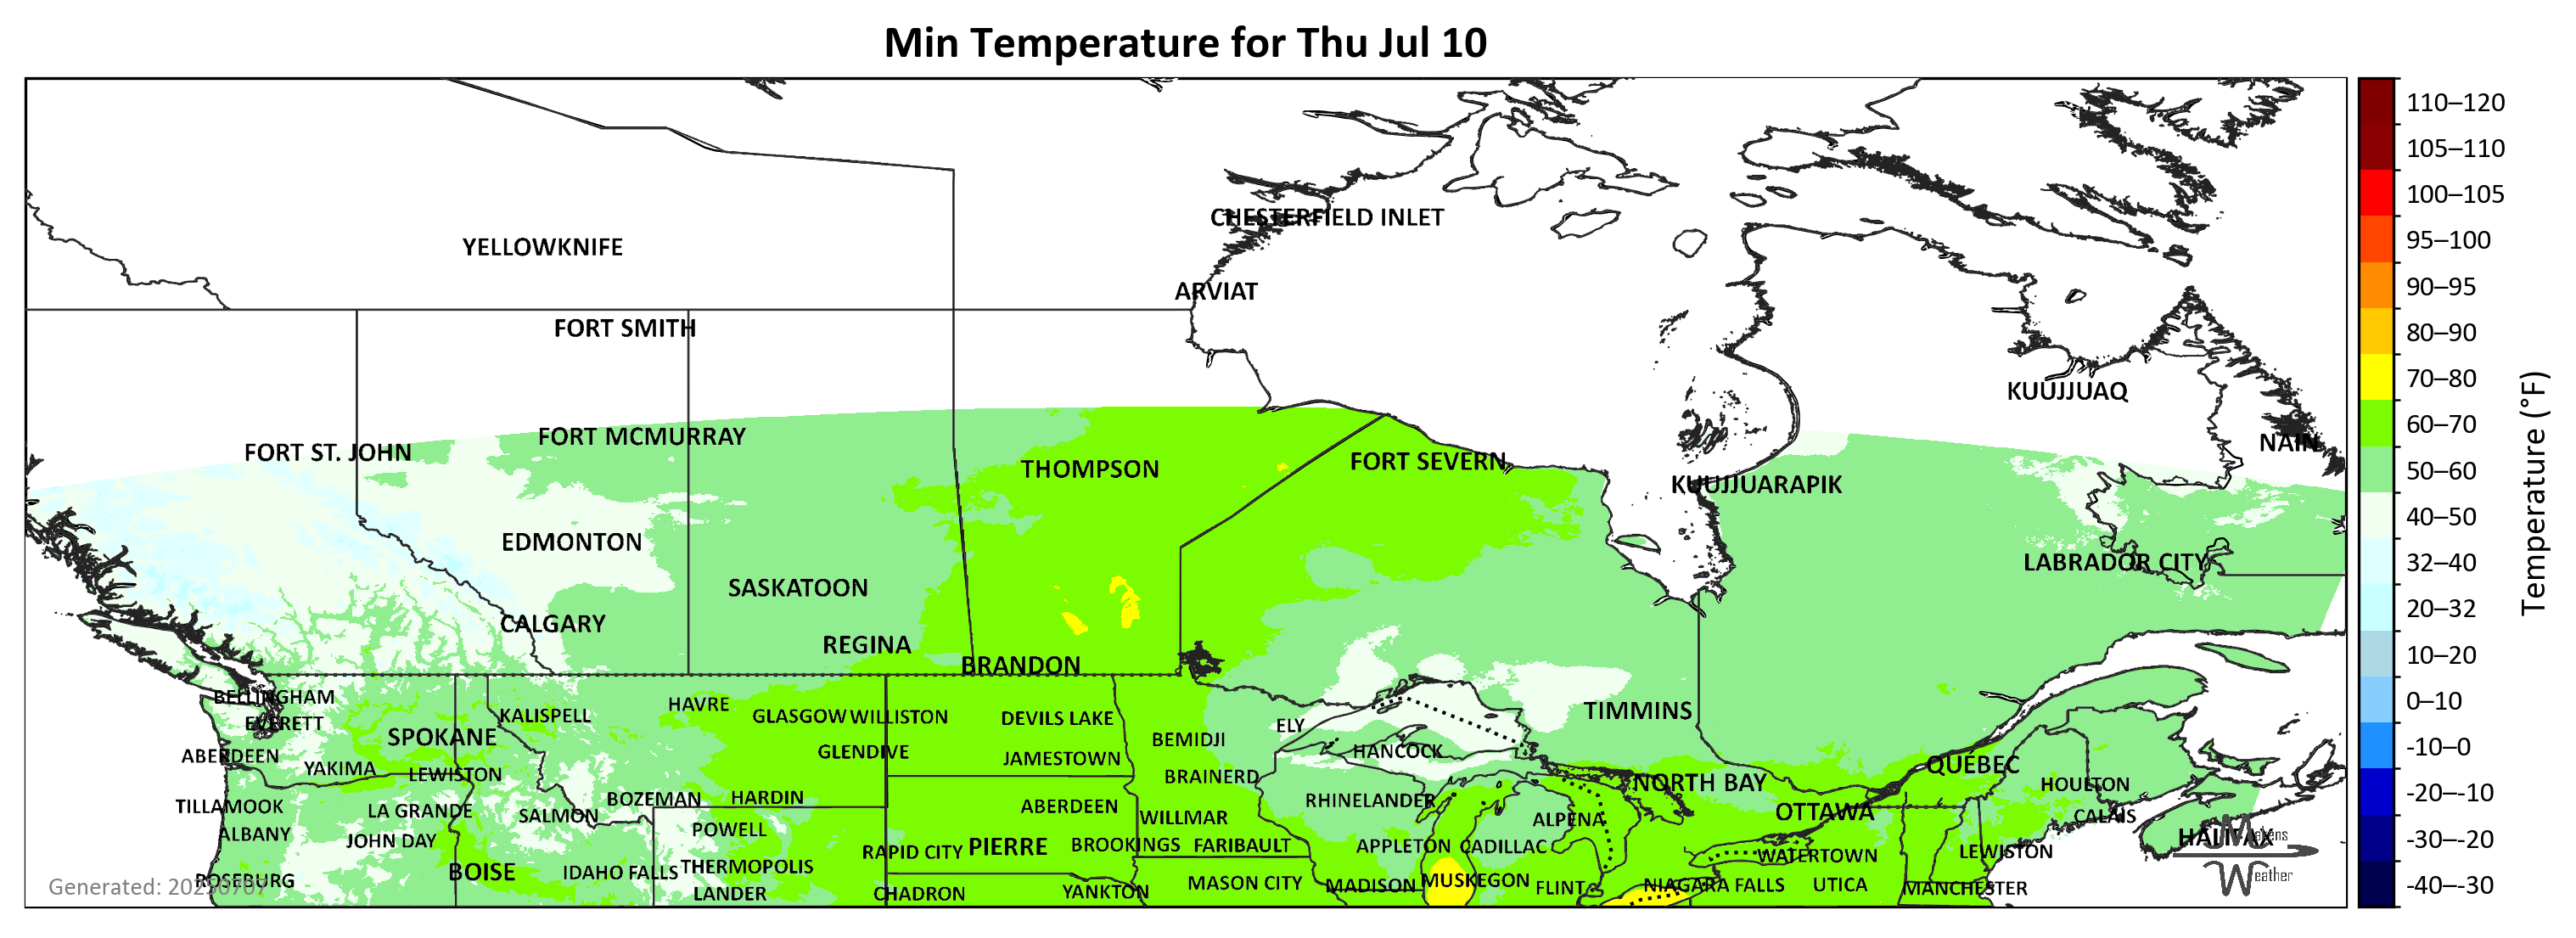 Min Temperature for Thu Jul 10
CHESTERFIELD INLET
YELLOWKNIFE
ARVIAT
FORT SMITH
KUUJJUAQ
FORT MCMURRAY
NAIN
FORT ST. JOHN
FORT SEVERN
THOMPSON
KUUJJUARAPIK
EDMONTON
LABRADOR CITY
SASKATOON
CALGARY
REGINA
BRANDON
BELLINGHAM
HAVRE
TIMMINS
KALISPELL
GLASGOW WILLISTON
DEVILS LAKE
EVERETT
ELY
SPOKANE
BEMIDJI
GLENDIVE
HANCOCK
ABERDEEN
JAMESTOWN
QUÉBEC
YAKIMA
LEWISTON
BRAINERD
NORTH BAY
HOULTON
BOZEMAN
HARDIN
RHINELANDER
TILLAMOOK
ABERDEEN
LA GRANDE
OTTAWA
SALMON
WILLMAR
CALAIS
ALPENA
POWELL
ALBANY
HALIFAX
JOHN DAY
PIERRE
BROOKINGS
FARIBAULT
APPLETON
CADILLAC
RAPID CITY
LEWISTON
WATERTOWN
THERMOPOLIS
BOISE
IDAHO FALLS
ROSEBURG
MUSKEGON
MASON CITY
MADISON
NIAGARA FALLS
UTICA
FLINT
MANCHESTER
LANDER
CHADRON
YANKTON
Generated: 20250707
Makens
Weather
110–120
105–110
100–105
95–100
90–95
80–90
70–80
60–70
50–60
40–50
32–40
20–32
10–20
0–10
-10–0
-20–-10
-30–-20
-40–-30
Temperature (°F)